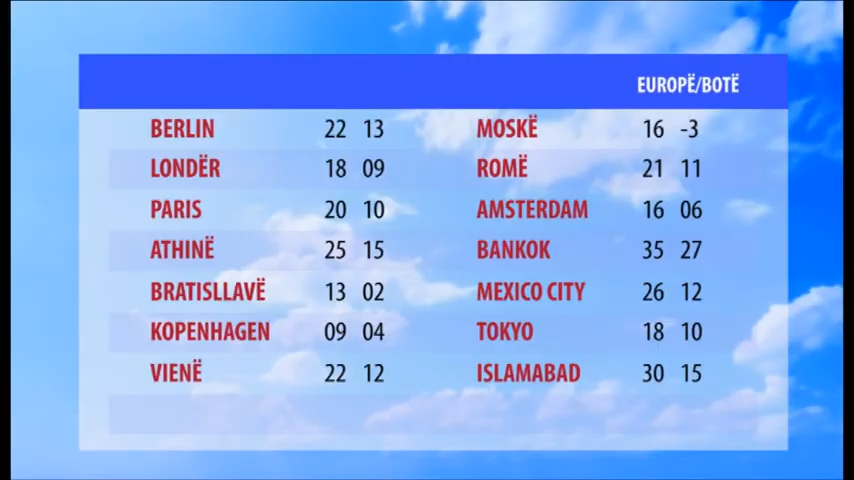 EUROPË/BOTË
BERLIN 22 13 MOSKË 16 -3
LONDËR 18 09 ROMË 21 11
PARIS 20 10 AMSTERDAM 16 06
ATHINË 25 15 BANKOK 35 27
BRATISLLAVË 13 02 MEXICO CITY 26 12
KOPENHAGEN 09 04 TOKYO 18 10
VIENË 22 12 ISLAMABAD 30 15